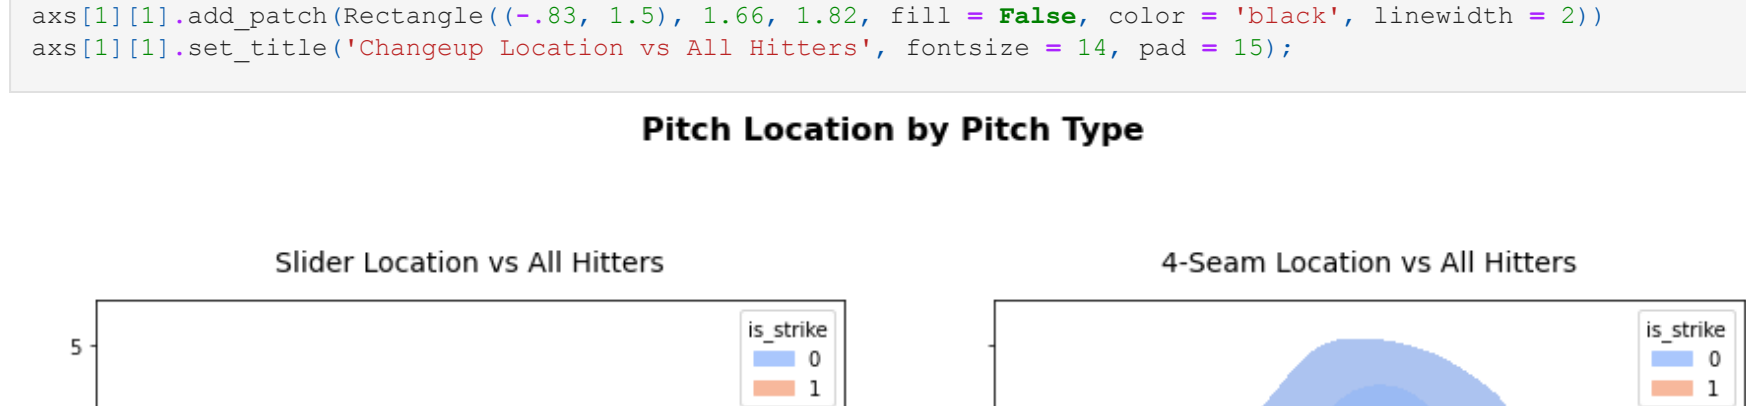 axs[1][1].add_patch(Rectangle((-.83, 1.5), 1.66, 1.82, fill = False, color = 'black', linewidth = 2))
axs[1][1].set_title('Changeup Location vs All Hitters', fontsize = 14, pad = 15);
Pitch Location by Pitch Type
Slider Location vs All Hitters
5
is_strike
0
1
4-Seam Location vs All Hitters
is_strike
0
1